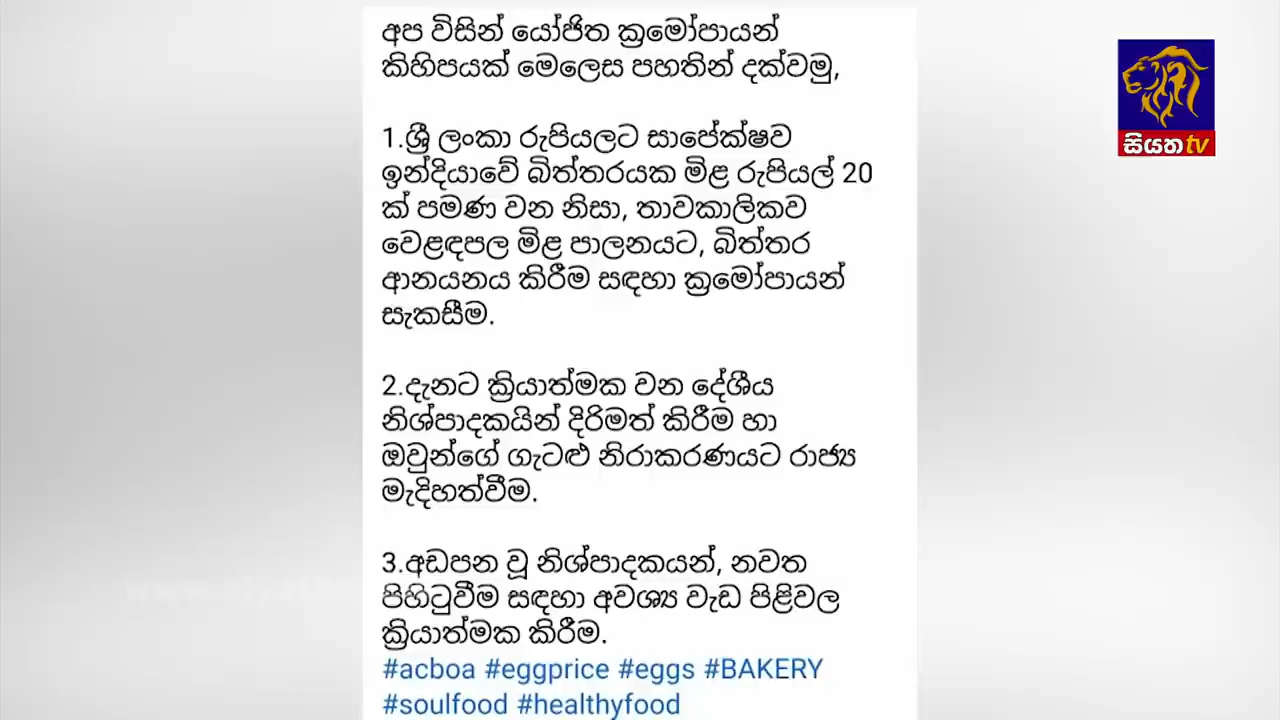 අප විසින් යෝජිත ක්‍රමෝපායන්
කිහිපයක් මෙලෙස පහතින් දක්වමු,
1.ශ්‍රී ලංකා රුපියලට සාපේක්ෂව
ඉන්දියාවේ බිත්තරයක මිළ රුපියල් 20
ක් පමණ වන නිසා, තාවකාලිකව
වෙළඳපල මිළ පාලනයට, බිත්තර
ආනයනය කිරීම සඳහා ක්‍රමෝපායන්
සැකසීම.
2.දැනට ක්‍රියාත්මක වන දේශීය
නිශ්පාදකයින් දිරිමත් කිරීම හා
ඔවුන්ගේ ගැටළු නිරාකරණයට රාජ්‍ය
මැදිහත්වීම.
3.අඩපන වූ නිශ්පාදකයන්, නවත
පිහිටුවීම සඳහා අවශ්‍ය වැඩ පිළිවල
ක්‍රියාත්මක කිරීම.
#acboa #eggprice #eggs #BAKERY
#soulfood #healthyfood
සියත tv